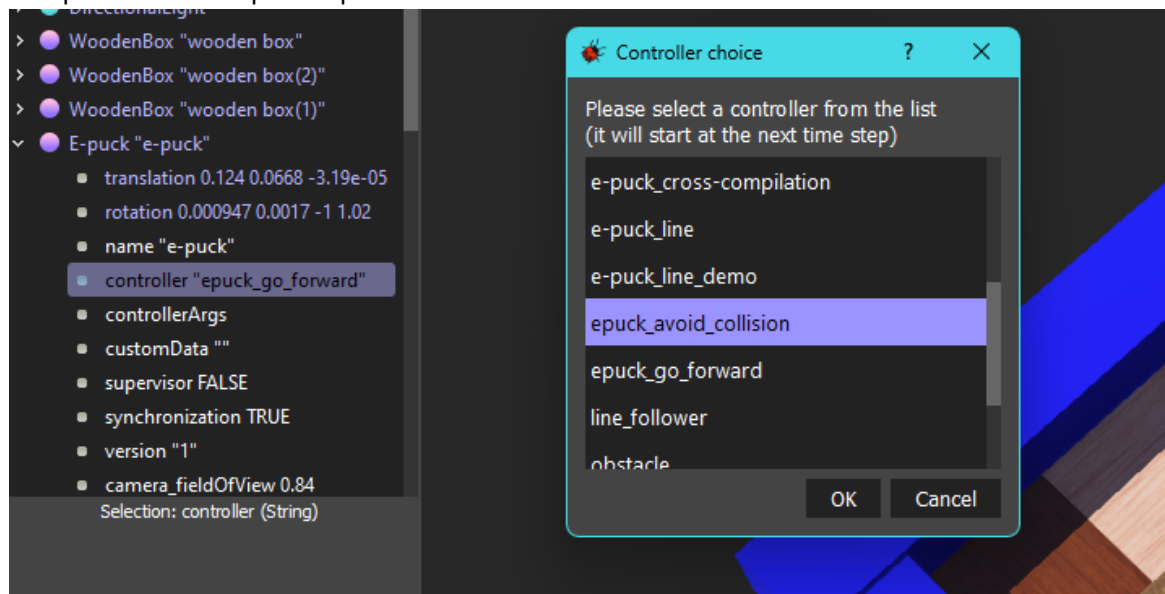 DirectionalLight
WoodenBox "wooden box"
WoodenBox "wooden box(2)"
WoodenBox "wooden box(1)"
E-puck "e-puck"
translation 0.124 0.0668 -3.19e-05
rotation 0.000947 0.0017 -1 1.02
name "e-puck"
controller "epuck_go_forward"
controllerArgs
customData ""
supervisor FALSE
synchronization TRUE
version "1"
camera_fieldOfView 0.84
Selection: controller (String)
Controller choice
?
Please select a controller from the list
(it will start at the next time step)
e-puck_cross-compilation
e-puck_line
e-puck_line_demo
epuck_avoid_collision
epuck_go_forward
line_follower
obstacle
OK Cancel